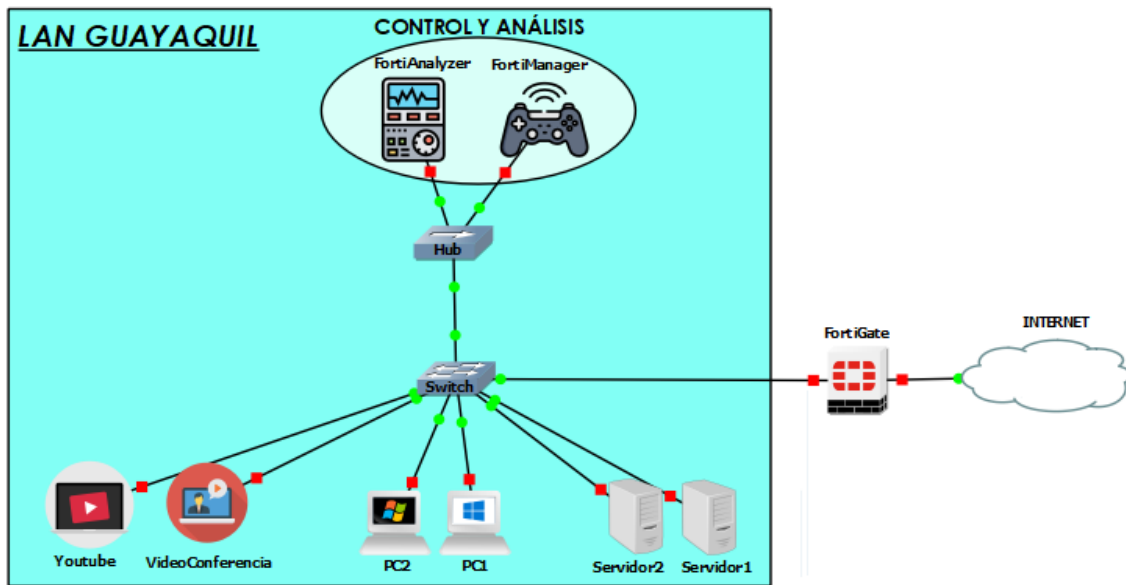 LAN GUAYAQUIL
CONTROL Y ANÁLISIS
FortiAnalyzer
FortiManager
Hub
Switch
FortiGate
INTERNET
Youtube
VideoConferencia
PC2
PC1
Servidor2
Servidor1